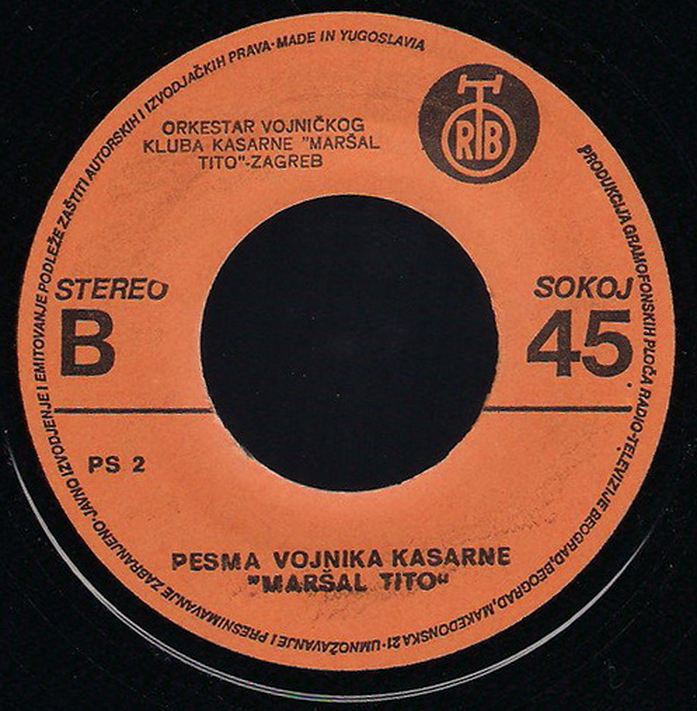 PRODUKCIJA GRAMOFONSKIH PLOČA RADIO-TELEVIZIJE BEOGRAD, BEOGRAD, MAKEDONSKA 21 · UMNOŽAVANJE I PRESNIMAVANJE ZABRANJENO · JAVNO IZVODJENJE I EMITOVANJE PODLEŽE ZAŠTITI AUTORSKIH I IZVODJAČKIH PRAVA · MADE IN YUGOSLAVIA
RTB
ORKESTAR VOJNIČKOG
KLUBA KASARNE "MARŠAL
TITO"-ZAGREB
STEREO
B
SOKOJ
45
PS 2
PESMA VOJNIKA KASARNE
"MARŠAL TITO"